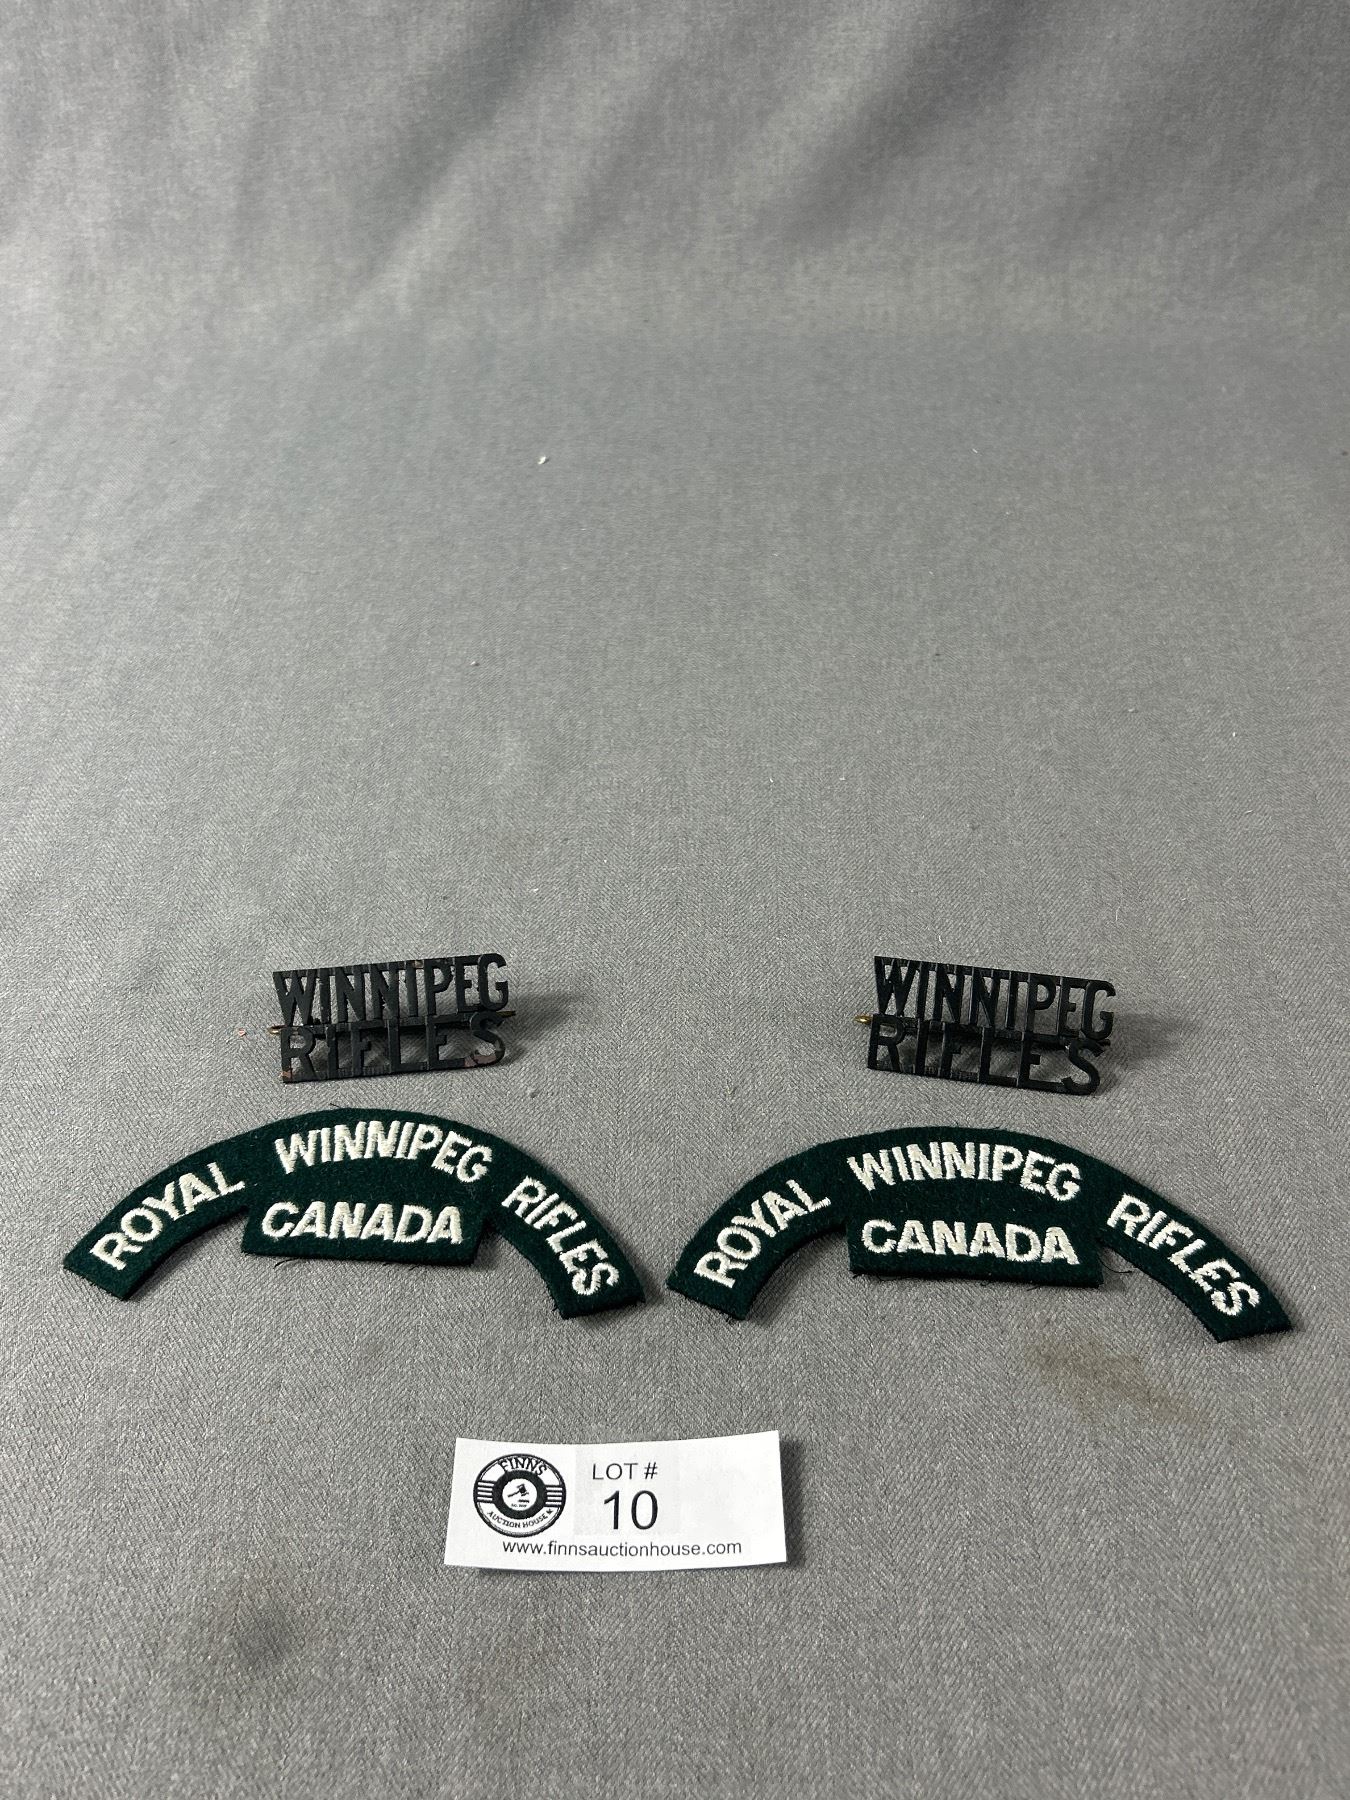 WINNIPEG
RIFLES
WINNIPEG
RIFLES
ROYAL WINNIPEG RIFLES
CANADA
ROYAL WINNIPEG RIFLES
CANADA
FINNS
AUCTION HOUSE
LOT #
10
www.finnsauctionhouse.com